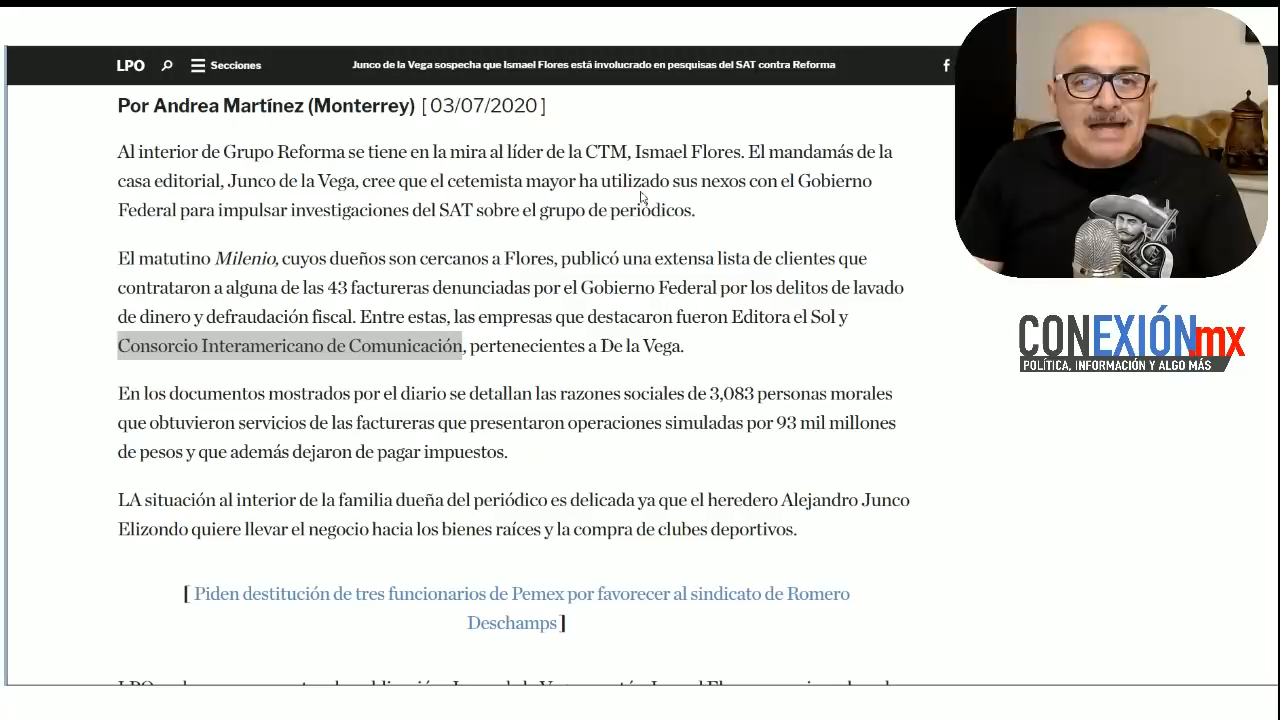 LPO Secciones Junco de la Vega sospecha que Ismael Flores está involucrado en pesquisas del SAT contra Reforma f
Por Andrea Martínez (Monterrey) [ 03/07/2020 ]
Al interior de Grupo Reforma se tiene en la mira al líder de la CTM, Ismael Flores. El mandamás de la
casa editorial, Junco de la Vega, cree que el cetemista mayor ha utilizado sus nexos con el Gobierno
Federal para impulsar investigaciones del SAT sobre el grupo de periódicos.
El matutino Milenio, cuyos dueños son cercanos a Flores, publicó una extensa lista de clientes que
contrataron a alguna de las 43 factureras denunciadas por el Gobierno Federal por los delitos de lavado
de dinero y defraudación fiscal. Entre estas, las empresas que destacaron fueron Editora el Sol y
Consorcio Interamericano de Comunicación, pertenecientes a De la Vega.
En los documentos mostrados por el diario se detallan las razones sociales de 3,083 personas morales
que obtuvieron servicios de las factureras que presentaron operaciones simuladas por 93 mil millones
de pesos y que además dejaron de pagar impuestos.
LA situación al interior de la familia dueña del periódico es delicada ya que el heredero Alejandro Junco
Elizondo quiere llevar el negocio hacia los bienes raíces y la compra de clubes deportivos.
[ Piden destitución de tres funcionarios de Pemex por favorecer al sindicato de Romero
Deschamps ]
CONEXIÓN.mx
POLÍTICA, INFORMACIÓN Y ALGO MÁS